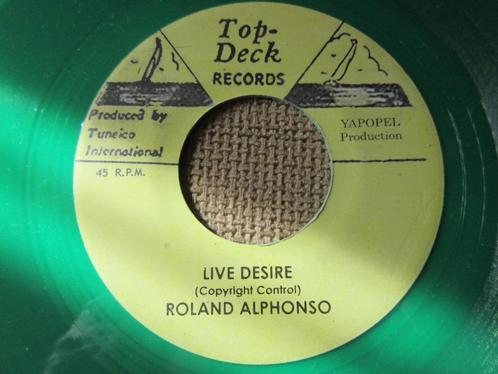 Top-
Deck
RECORDS
Produced by
Tuneico
International
45 R.P.M.
YAPOPEL
Production
LIVE DESIRE
(Copyright Control)
ROLAND ALPHONSO